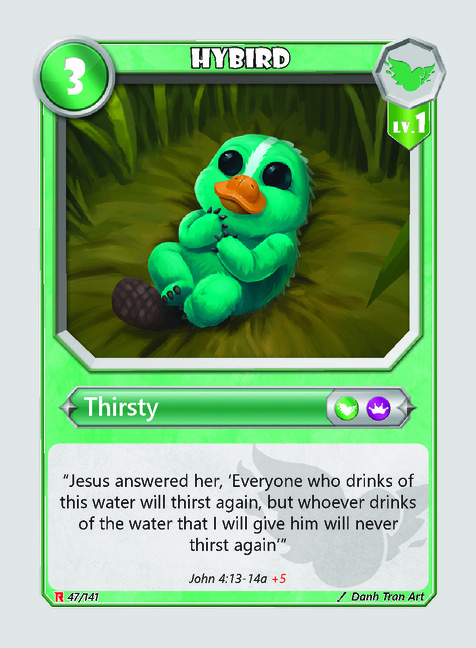 HYBIRD
3
LV.1
Thirsty
“Jesus answered her, ‘Everyone who drinks of
this water will thirst again, but whoever drinks
of the water that I will give him will never
thirst again’”
John 4:13-14a +5
R 47/141
Danh Tran Art